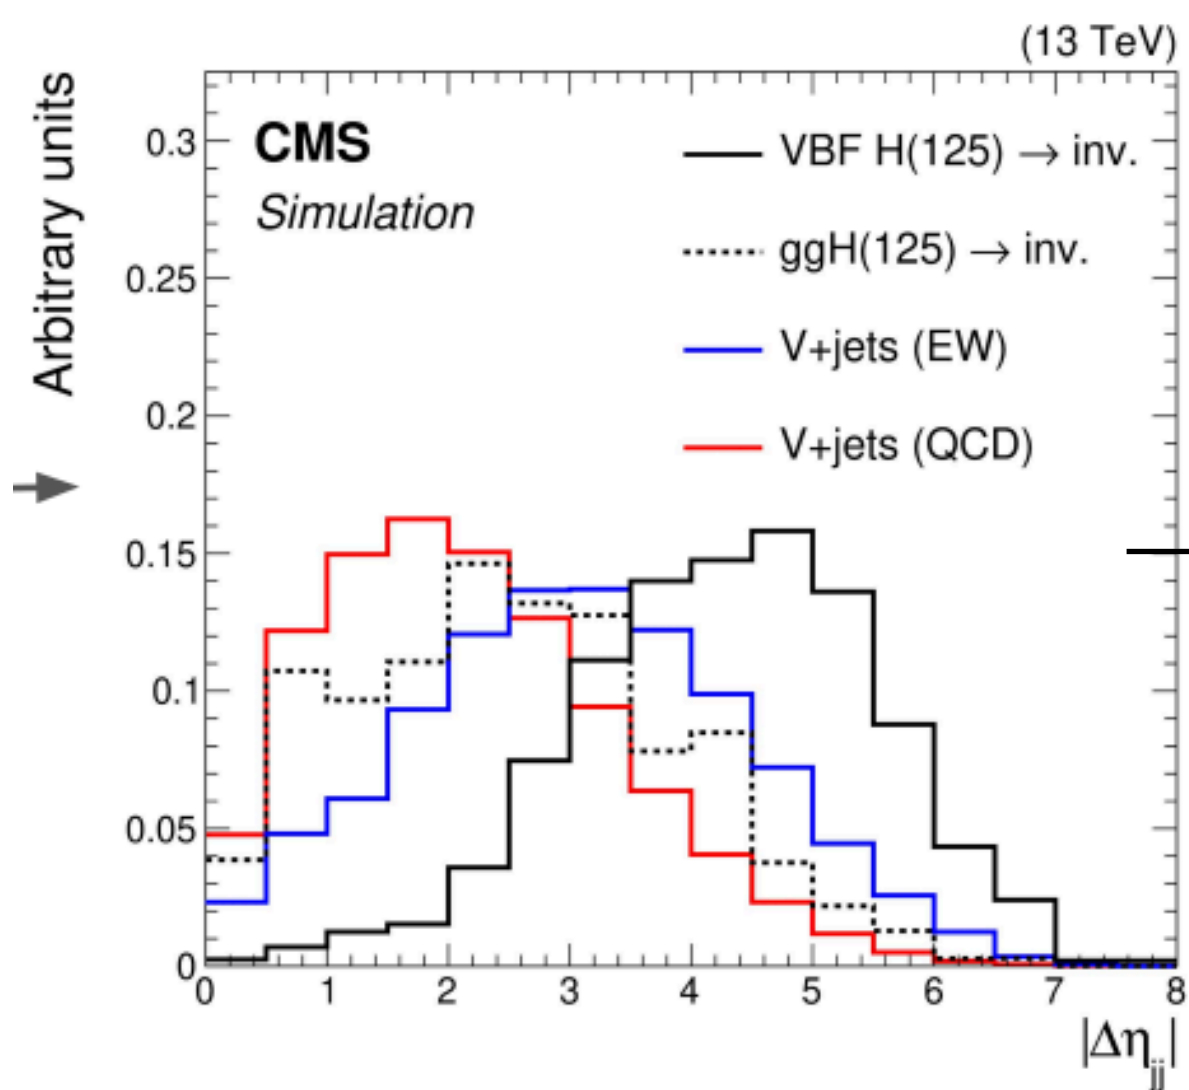 (13 TeV)
Arbitrary units
CMS
Simulation
VBF H(125) → inv.
ggH(125) → inv.
V+jets (EW)
V+jets (QCD)
0.3
0.25
0.2
0.15
0.1
0.05
0
0 1 2 3 4 5 6 7 8
|Δη_jj|